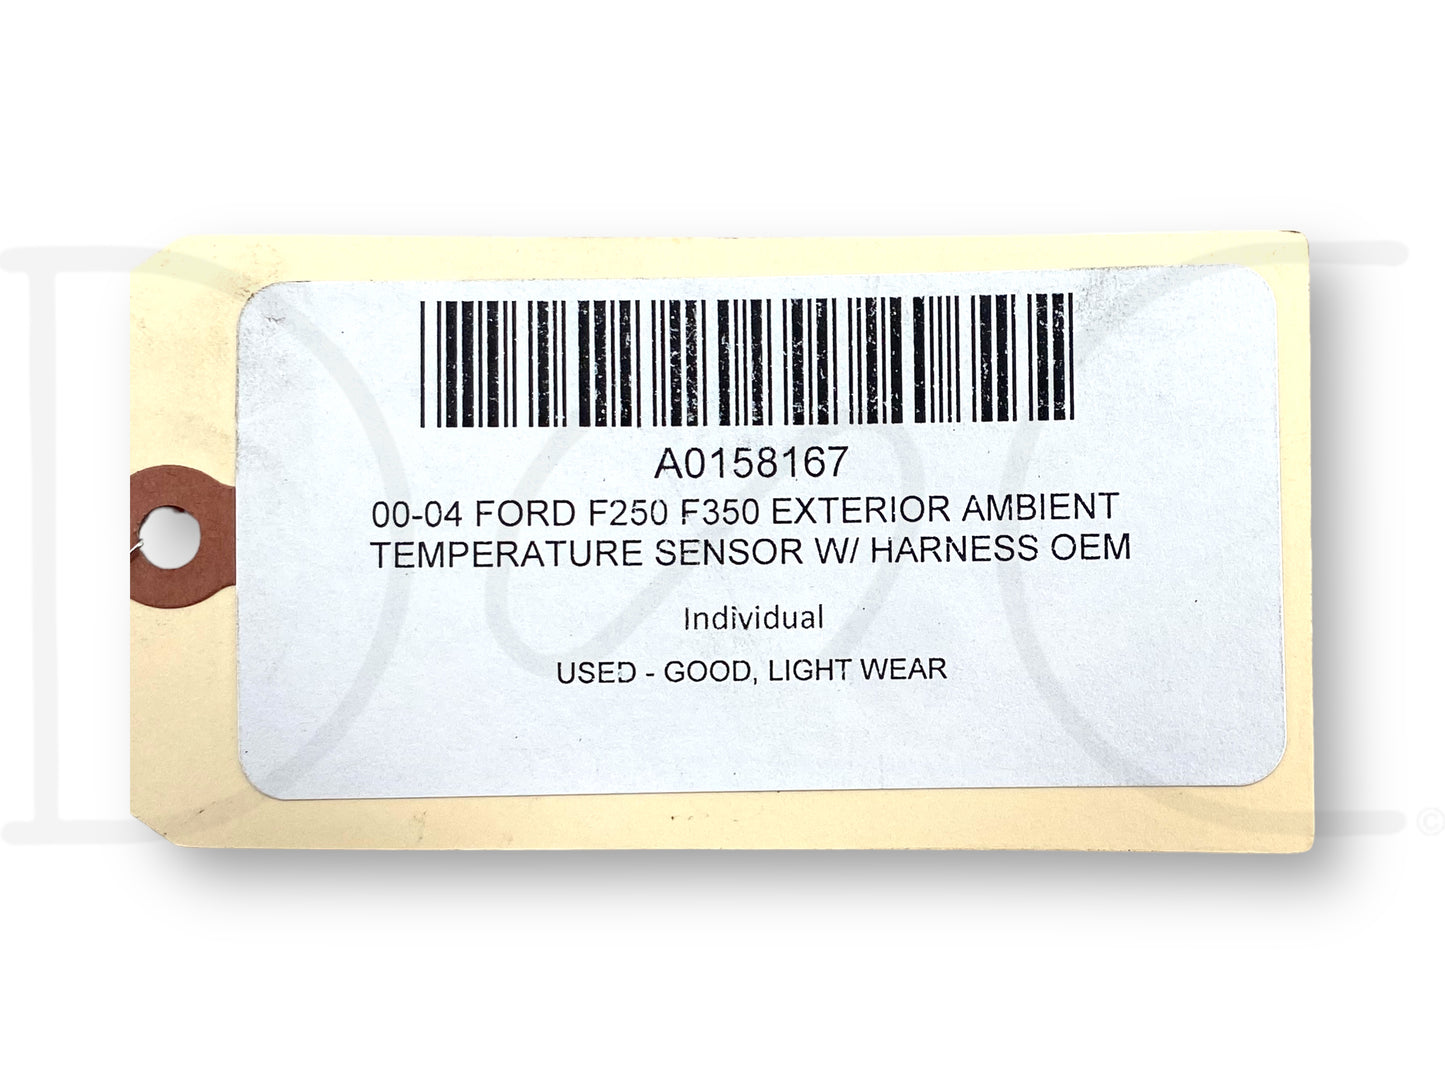 A0158167
00-04 FORD F250 F350 EXTERIOR AMBIENT
TEMPERATURE SENSOR W/ HARNESS OEM
Individual
USED - GOOD, LIGHT WEAR
D&C
©